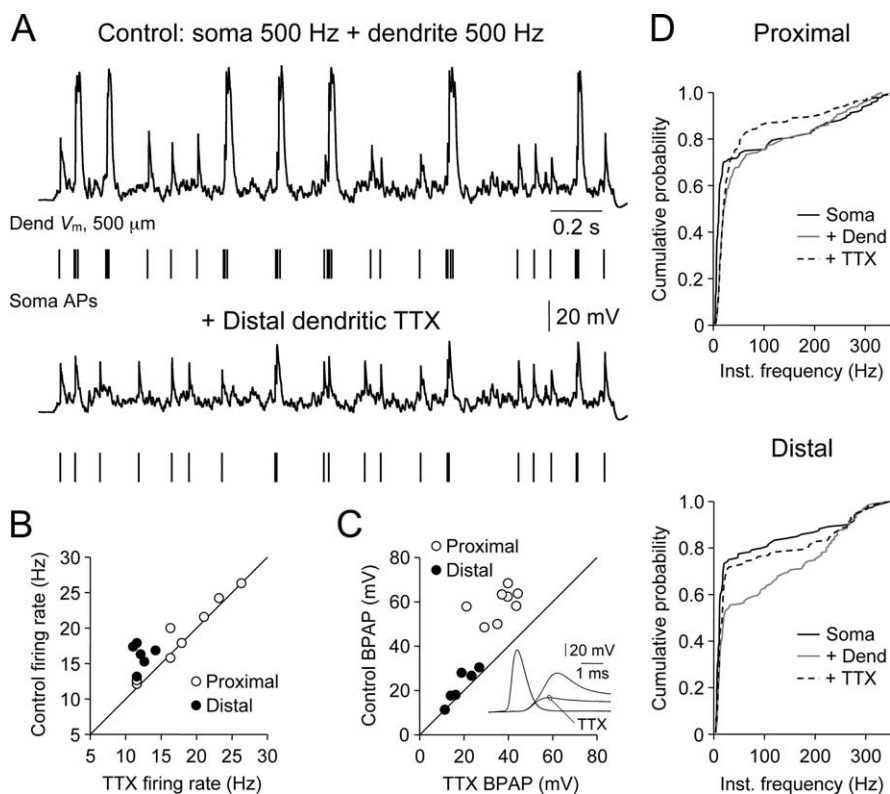 A
Control: soma 500 Hz + dendrite 500 Hz
Dend Vm, 500 μm
0.2 s
Soma APs
+ Distal dendritic TTX
20 mV
B
Control firing rate (Hz)
30
25
20
15
10
5
5 10 15 20 25 30
TTX firing rate (Hz)
Proximal
Distal
C
Control BPAP (mV)
80
60
40
20
0
0 20 40 60 80
TTX BPAP (mV)
Proximal
Distal
20 mV
1 ms
TTX
D
Proximal
Cumulative probability
1.0
0.8
0.6
0.4
0.2
0
0 100 200 300
Inst. frequency (Hz)
Soma
+ Dend
+ TTX
Distal
Cumulative probability
1.0
0.8
0.6
0.4
0.2
0
0 100 200 300
Inst. frequency (Hz)
Soma
+ Dend
+ TTX